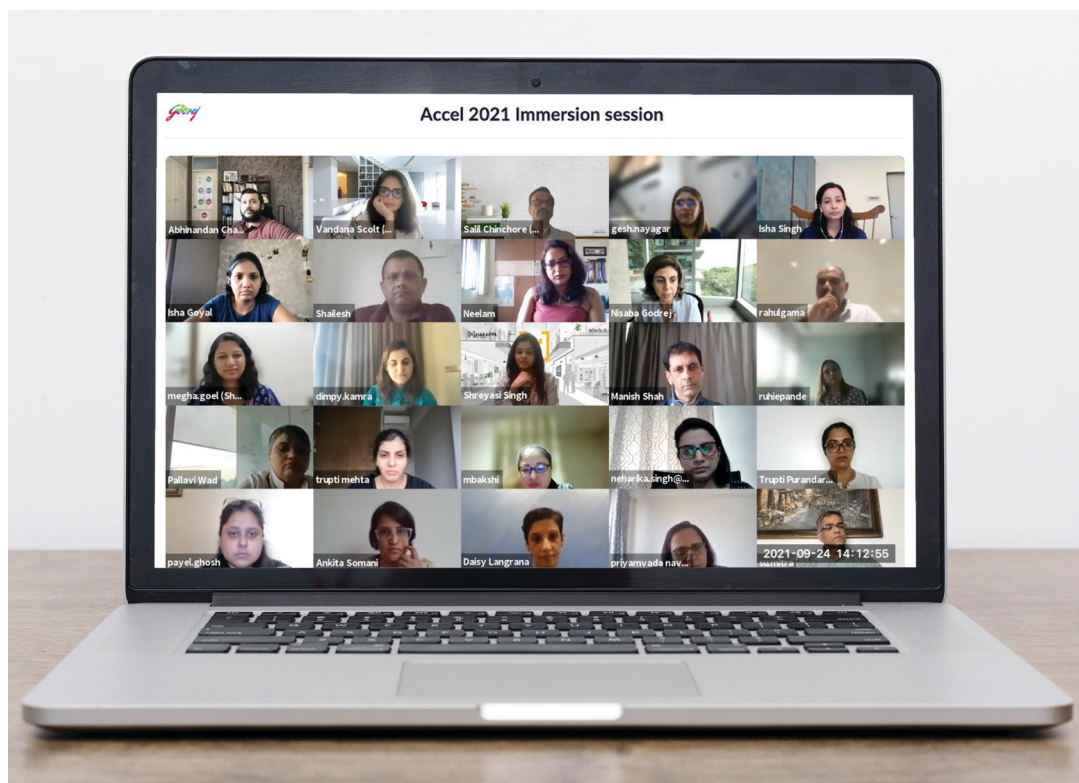 Godrej
Accel 2021 Immersion session
Abhinandan Cha...
Vandana Scolt (...
Salil Chinchore (...
gesh.nayagar
Isha Singh
Isha Goyal
Shailesh
Neelam
Nisaba Godrej
rahulgama
megha.goel (Sh...
dimpy.kamra
Shreyasi Singh
Manish Shah
ruhiepande
Pallavi Wad
trupti mehta
mbakshi
neharika.singh@...
Trupti Purandar...
payel.ghosh
Ankita Somani
Daisy Langrana
priyamvada nav...
2021-09-24 14:12:55